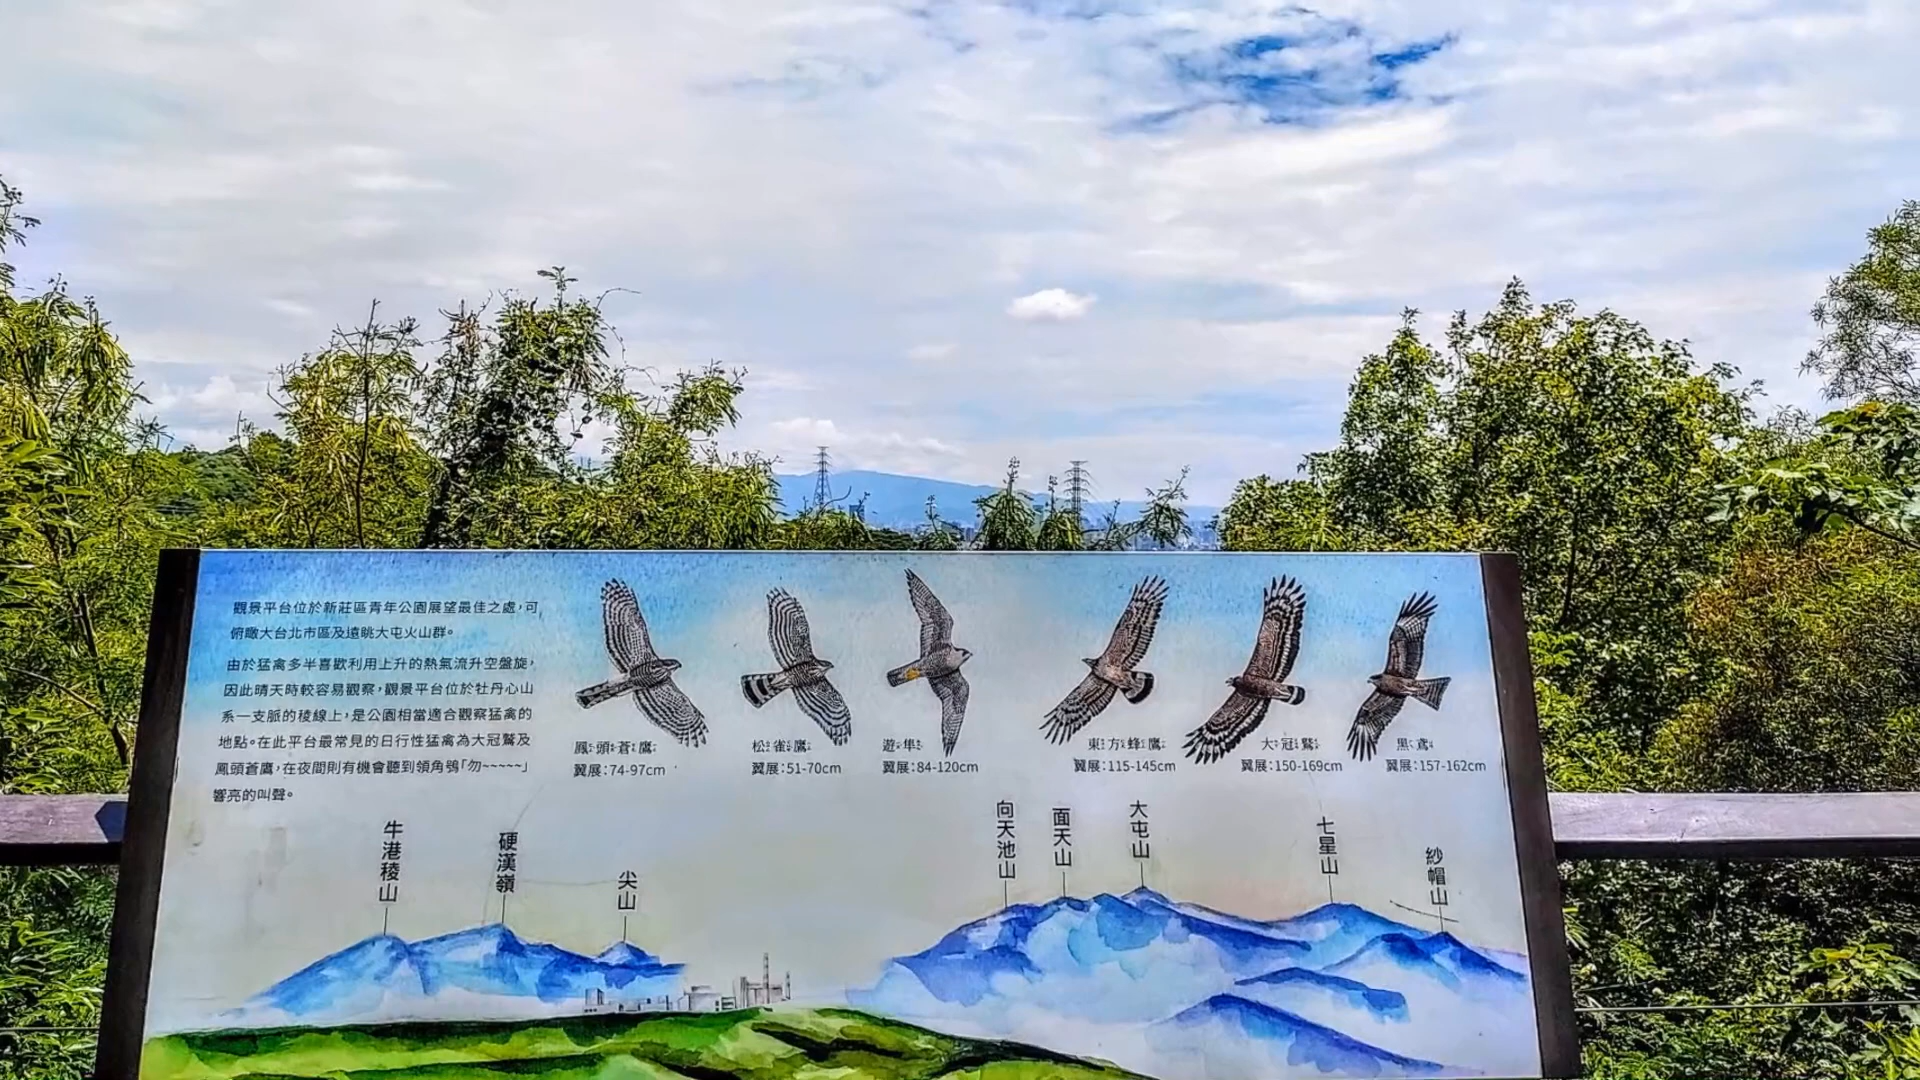 觀景平台位於新莊區青年公園展望最佳之處，可
俯瞰大台北市區及遠眺大屯火山群。
由於猛禽多半喜歡利用上升的熱氣流升空盤旋，
因此晴天時較容易觀察，觀景平台位於牡丹心山
系一支脈的稜線上，是公園相當適合觀察猛禽的
地點。在此平台最常見的日行性猛禽為大冠鷲及
鳳頭蒼鷹，在夜間則有機會聽到領角鴞「勿~~~~~」
響亮的叫聲。
鳳頭蒼鷹
翼展：74-97cm
松雀鷹
翼展：51-70cm
遊隼
翼展：84-120cm
東方蜂鷹
翼展：115-145cm
大冠鷲
翼展：150-169cm
黑鳶
翼展：157-162cm
牛港稜山
硬漢嶺
尖山
向天池山
面天山
大屯山
七星山
紗帽山